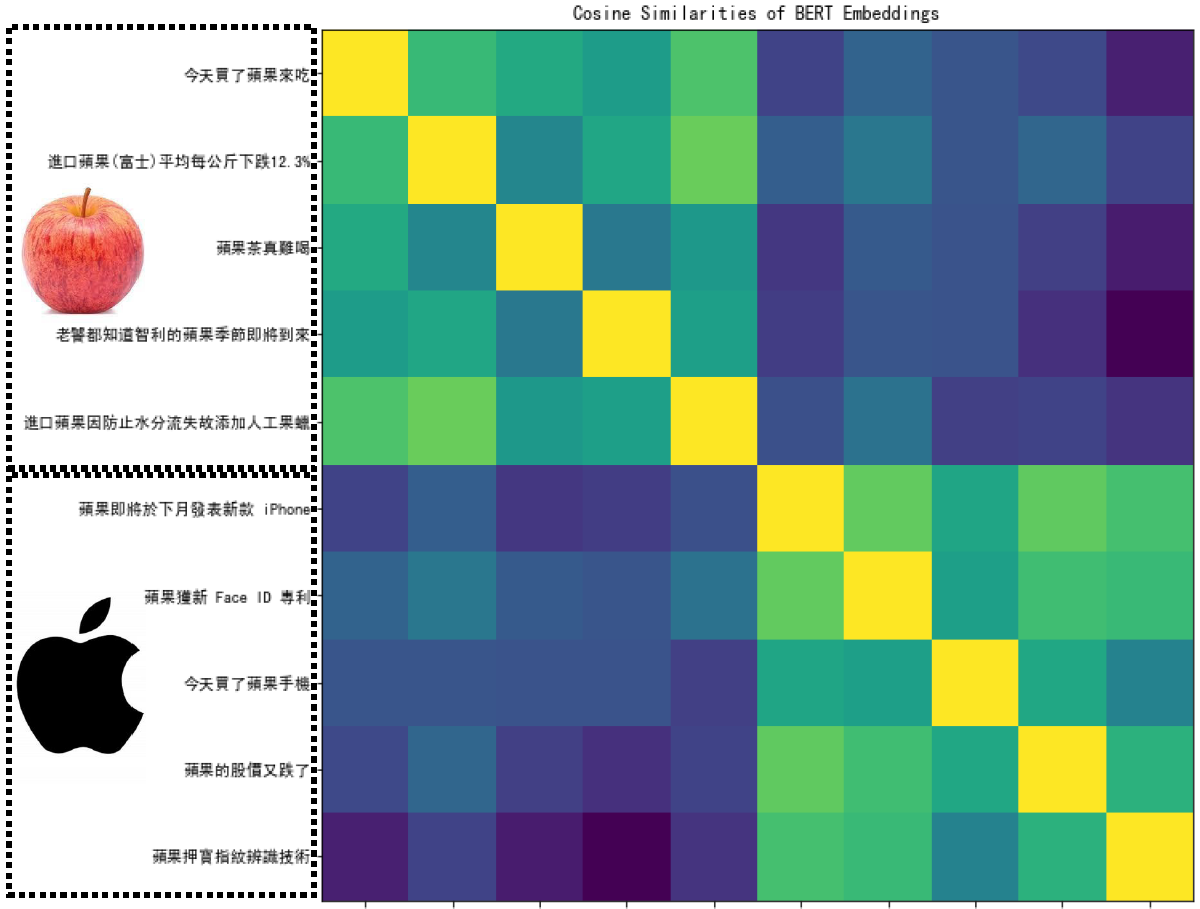 Cosine Similarities of BERT Embeddings
今天買了蘋果來吃
進口蘋果(富士)平均每公斤下跌12.3%
蘋果茶真難喝
老饕都知道智利的蘋果季節即將到來
進口蘋果因防止水分流失故添加人工果蠟
蘋果即將於下月發表新款 iPhone
蘋果獲新 Face ID 專利
今天買了蘋果手機
蘋果的股價又跌了
蘋果押寶指紋辨識技術